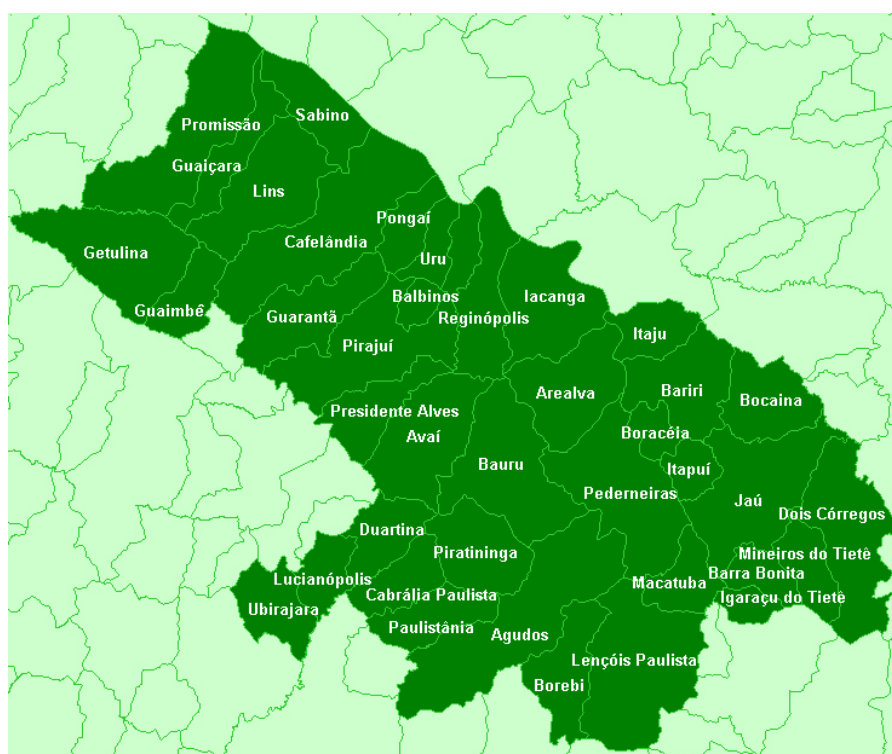 Sabino
Promissão
Guaiçara
Lins
Pongaí
Cafelândia
Getulina
Uru
Balbinos
Iacanga
Guaimbê
Guarantã
Reginópolis
Itaju
Pirajuí
Arealva
Bariri
Bocaina
Presidente Alves
Avaí
Boracéia
Bauru
Itapuí
Pederneiras
Jaú
Dois Córregos
Duartina
Piratininga
Mineiros do Tietê
Lucianópolis
Barra Bonita
Macatuba
Cabrália Paulista
Igaraçu do Tietê
Ubirajara
Paulistânia
Agudos
Lençóis Paulista
Borebi